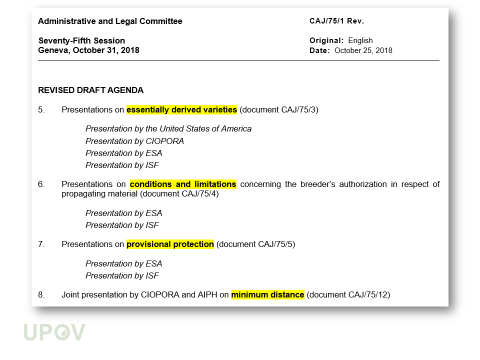 Administrative and Legal Committee
CAJ/75/1 Rev.
Seventy-Fifth Session
Geneva, October 31, 2018
Original: English
Date: October 25, 2018
REVISED DRAFT AGENDA
5. Presentations on essentially derived varieties (document CAJ/75/3)
Presentation by the United States of America
Presentation by CIOPORA
Presentation by ESA
Presentation by ISF
6. Presentations on conditions and limitations concerning the breeder's authorization in respect of
propagating material (document CAJ/75/4)
Presentation by ESA
Presentation by ISF
7. Presentations on provisional protection (document CAJ/75/5)
Presentation by ESA
Presentation by ISF
8. Joint presentation by CIOPORA and AIPH on minimum distance (document CAJ/75/12)
UPOV